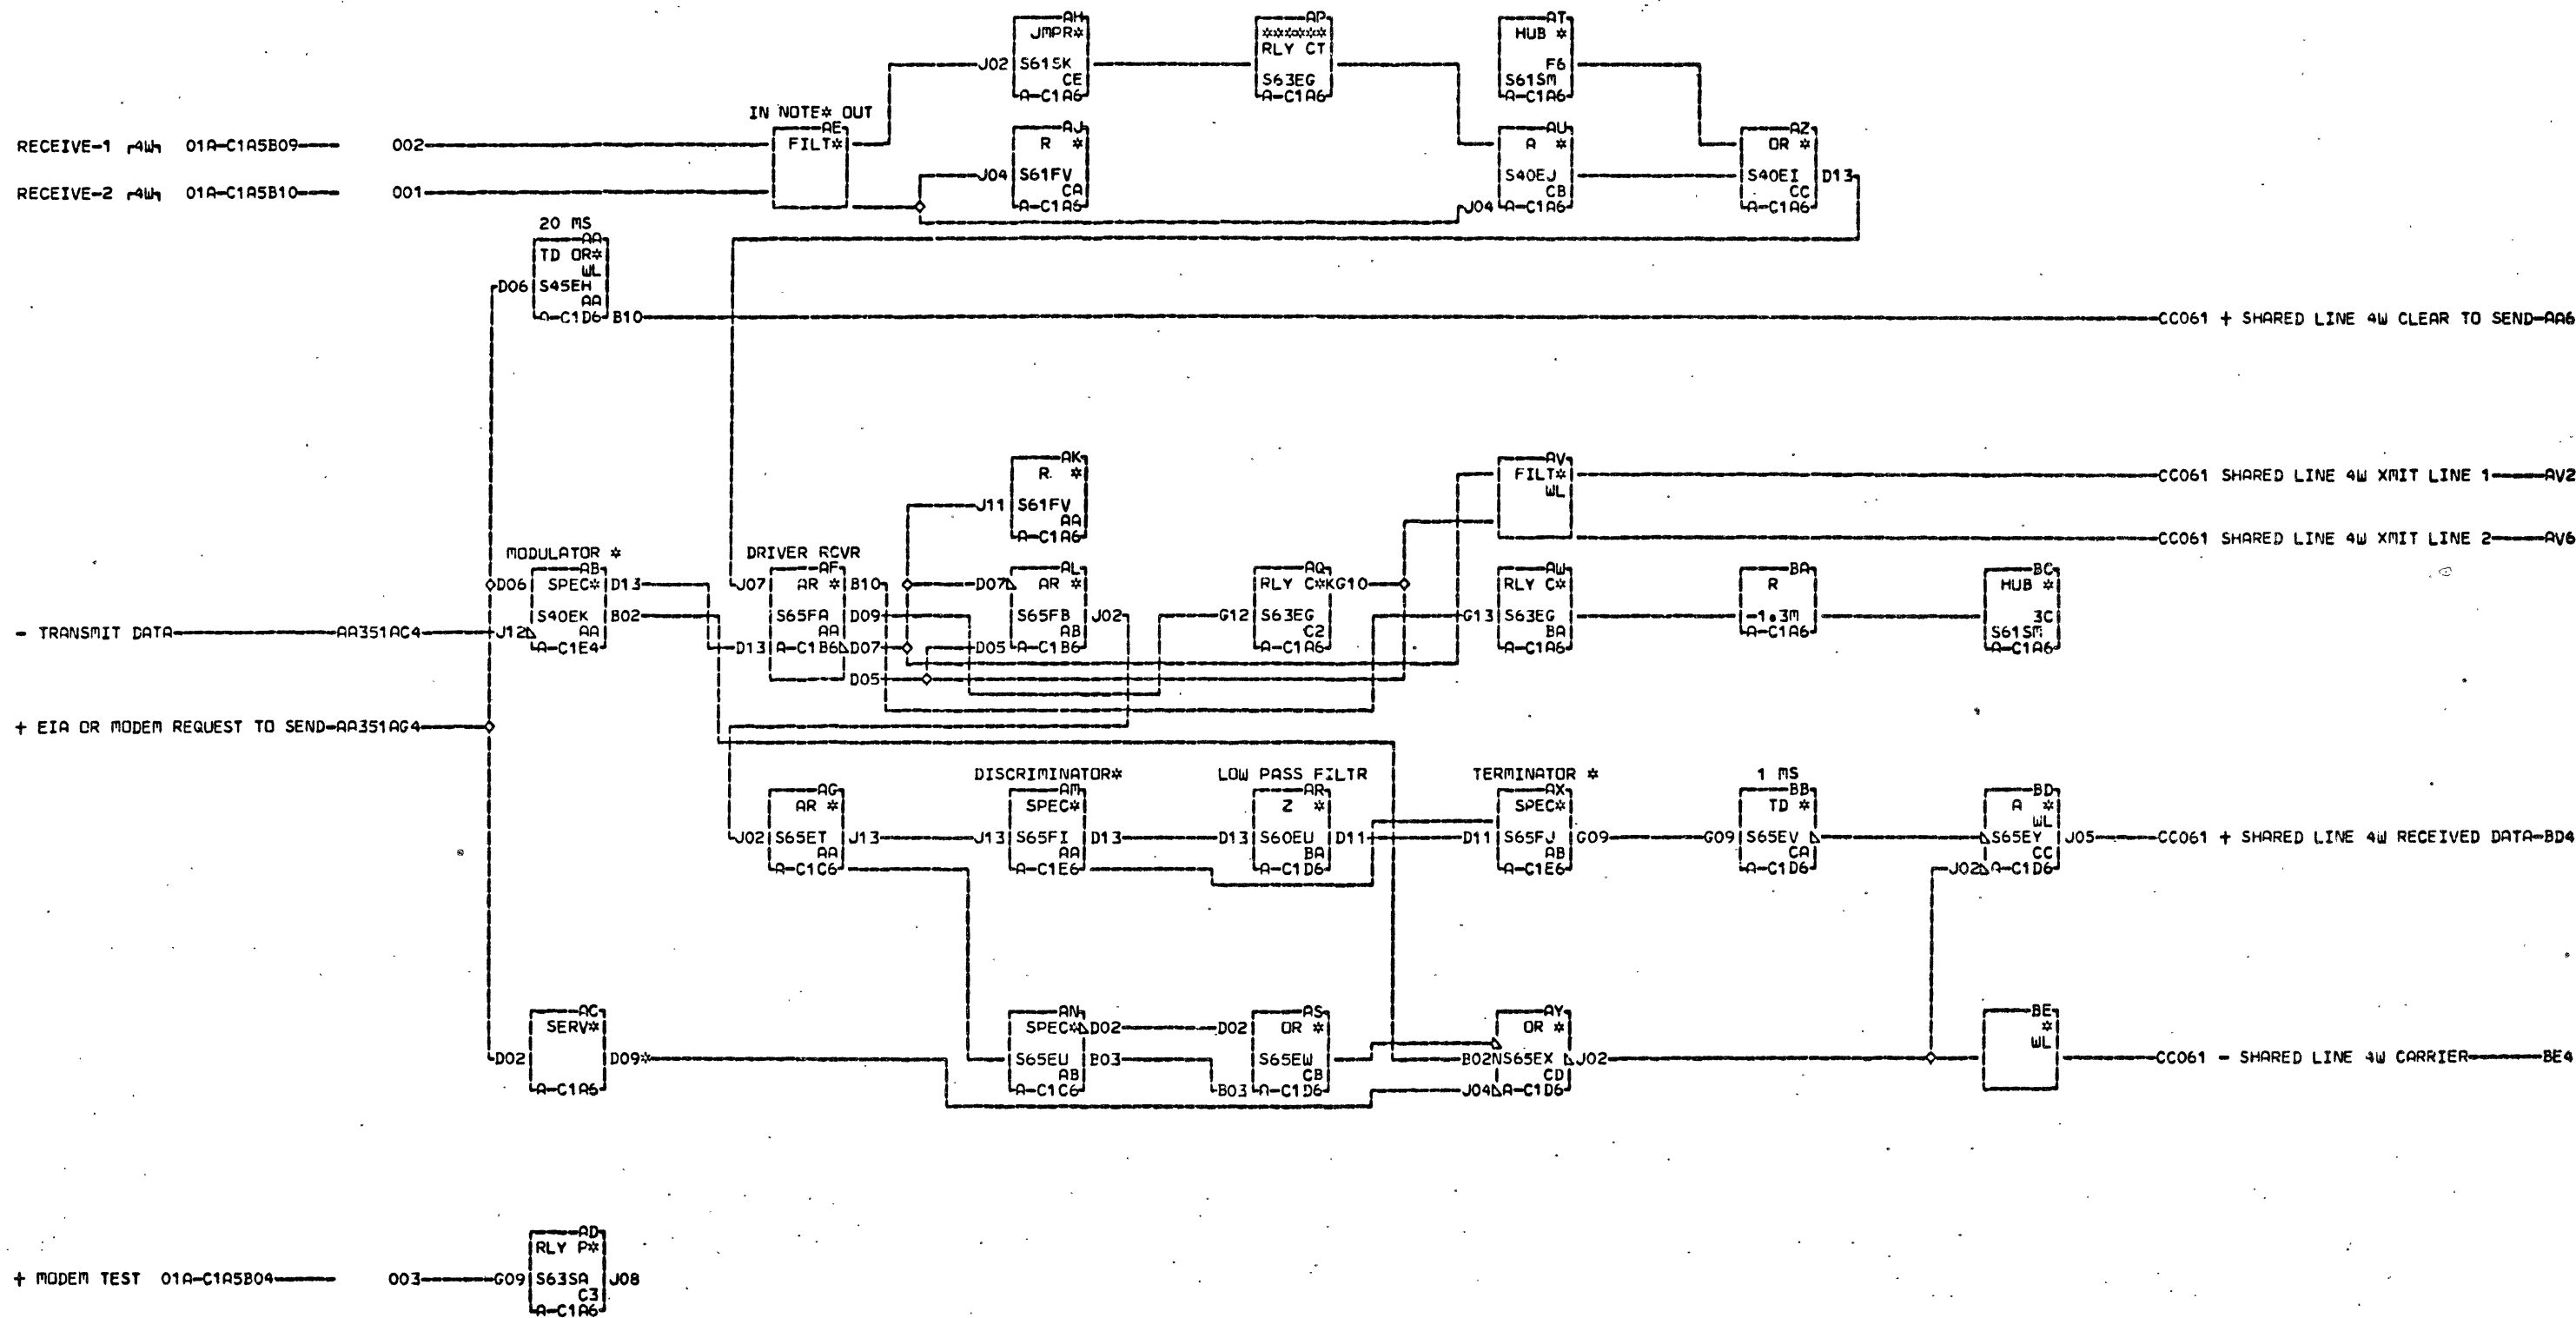 AH
JMPR*
J02 S61SK
CE
A-C1A6
AP
******
RLY CT
S63EG
A-C1A6
AT
HUB *
F6
S61SM
A-C1A6
IN NOTE* OUT
AE
FILT*
RECEIVE-1 ┌4W┐ 01A-C1A5B09 002
RECEIVE-2 ┌4W┐ 01A-C1A5B10 001
AJ
R *
J04 S61FV
CA
A-C1A6
AU
A *
S40EJ
CB
J04 A-C1A6
AZ
OR *
S40EI D13
CC
A-C1A6
20 MS
AA
TD OR*
WL
D06 S45EH
AA
A-C1D6 B10
CC061 + SHARED LINE 4W CLEAR TO SEND-AA6
AK
R. *
J11 S61FV
AA
A-C1A6
AV
FILT*
WL
CC061 SHARED LINE 4W XMIT LINE 1 AV2
CC061 SHARED LINE 4W XMIT LINE 2 AV6
MODULATOR *
AB
D06 SPEC* D13
S40EK B02
- TRANSMIT DATA AA351AC4 J12 AA
A-C1E4
DRIVER RCVR
AF
J07 AR * B10
S65FA D09
AA
D13 A-C1B6 D07
D05
AL
D07 AR *
S65FB J02
AB
D05 A-C1B6
AQ
RLY C*KG10
G12 S63EG
C2
A-C1A6
AW
RLY C*
G13 S63EG
BA
A-C1A6
BA
R
-1.3M
A-C1A6
BC
HUB *
3C
S61SM
A-C1A6
+ EIA OR MODEM REQUEST TO SEND-AA351AG4
AG
AR *
J02 S65ET J13
AA
A-C1C6
DISCRIMINATOR*
AM
SPEC*
J13 S65FI D13
AA
A-C1E6
LOW PASS FILTR
AR
Z *
D13 S60EU D11
BA
A-C1D6
TERMINATOR *
AX
SPEC*
D11 S65FJ G09
AB
A-C1E6
1 MS
BB
TD *
G09 S65EV
CA
A-C1D6
BD
A *
WL
S65EY J05
CC
J02 A-C1D6
CC061 + SHARED LINE 4W RECEIVED DATA-BD4
AC
SERV*
D02 D09*
A-C1A6
AN
SPEC* D02
S65EU B03
AB
A-C1C6
AS
D02 OR *
S65EW
CB
B03 A-C1D6
AY
OR *
B02NS65EX J02
CD
J04 A-C1D6
BE
*
WL
CC061 - SHARED LINE 4W CARRIER BE4
AD
RLY P*
+ MODEM TEST 01A-C1A5B04 003 G09 S63SA J08
C3
A-C1A6